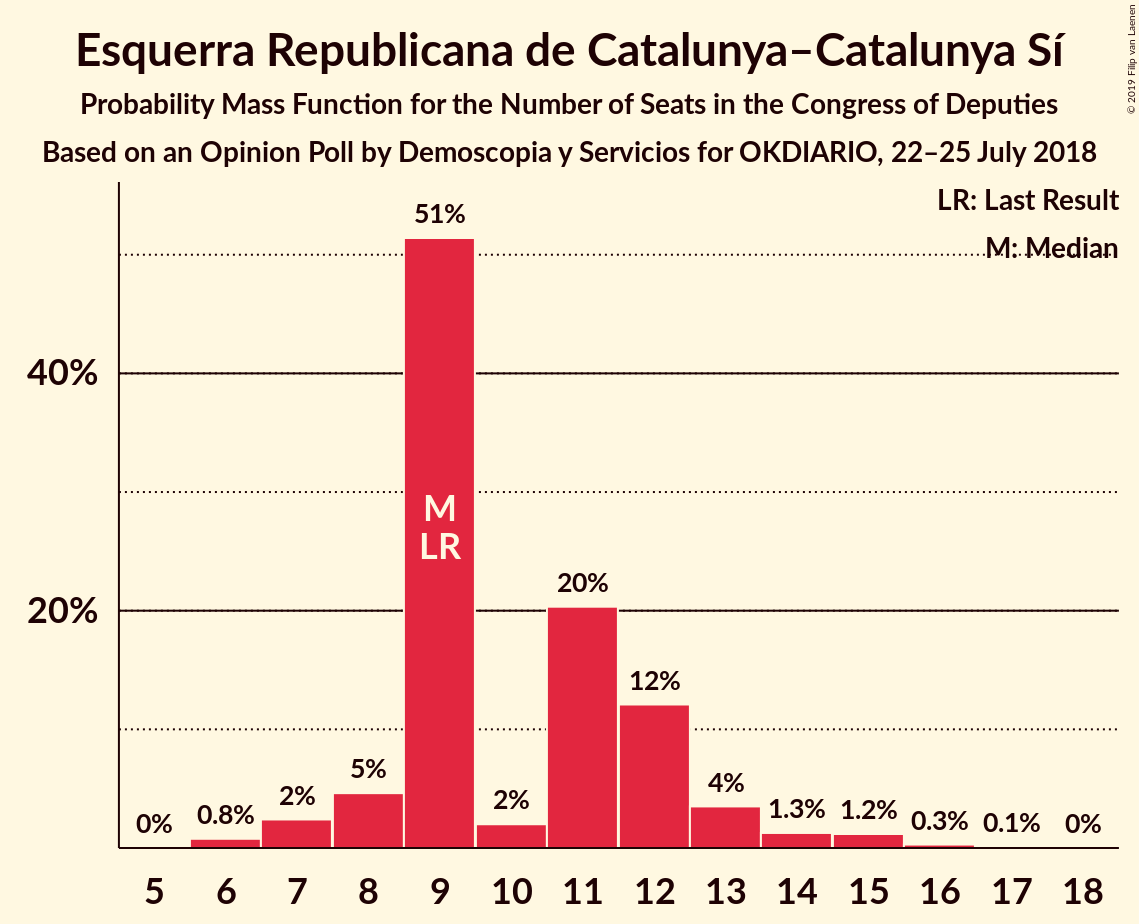 Esquerra Republicana de Catalunya–Catalunya Sí
Probability Mass Function for the Number of Seats in the Congress of Deputies
Based on an Opinion Poll by Demoscopia y Servicios for OKDIARIO, 22–25 July 2018
© 2019 Filip van Laenen
LR: Last Result
M: Median
40%
20%
0%
0.8%
2%
5%
51%
M
LR
2%
20%
12%
4%
1.3%
1.2%
0.3%
0.1%
0%
5 6 7 8 9 10 11 12 13 14 15 16 17 18